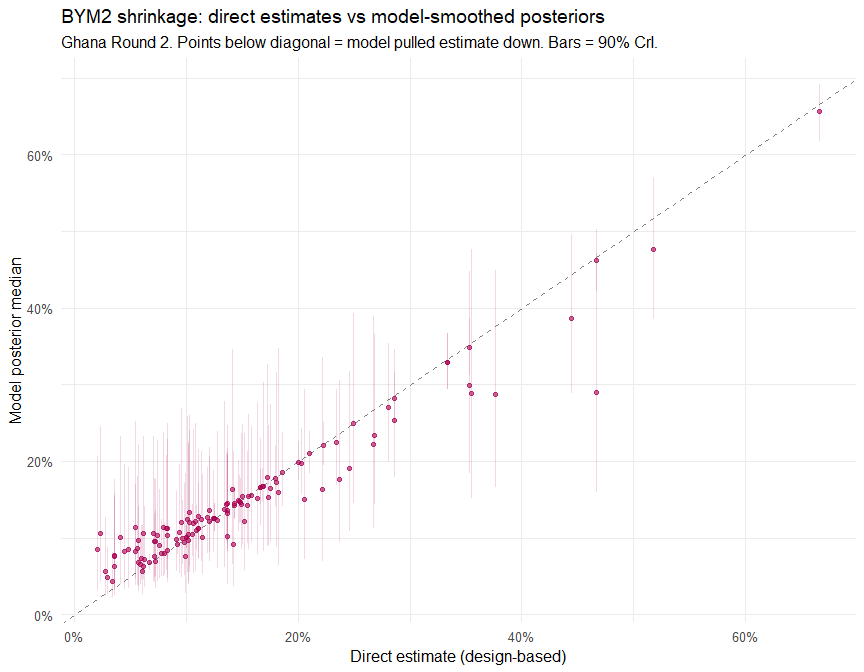 BYM2 shrinkage: direct estimates vs model-smoothed posteriors
Ghana Round 2. Points below diagonal = model pulled estimate down. Bars = 90% CrI.
Model posterior median
60%
40%
20%
0%
0%
20%
40%
60%
Direct estimate (design-based)